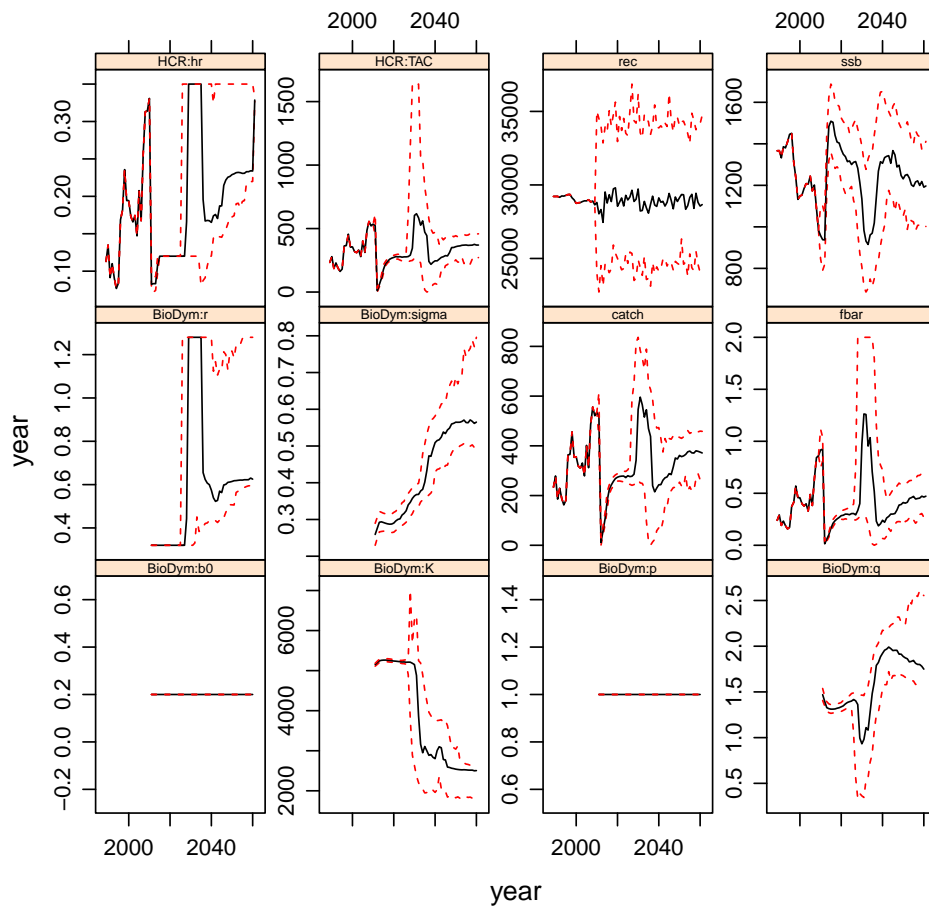 2000 2040 2000 2040
HCR:hr HCR:TAC rec ssb
0.10 0.20 0.30
0 500 1000 1500
25000 29000 35000
800 1200 1600
BioDym:r BioDym:sigma catch fbar
0.4 0.6 0.8 1.0 1.2
0.3 0.4 0.5 0.6 0.7 0.8
0 200 400 600 800
0.0 0.5 1.0 1.5 2.0
BioDym:b0 BioDym:K BioDym:p BioDym:q
−0.2 0.0 0.2 0.4 0.6
2000 4000 6000
0.6 0.8 1.0 1.2 1.4
0.5 1.0 1.5 2.0 2.5
2000 2040 2000 2040
year
year